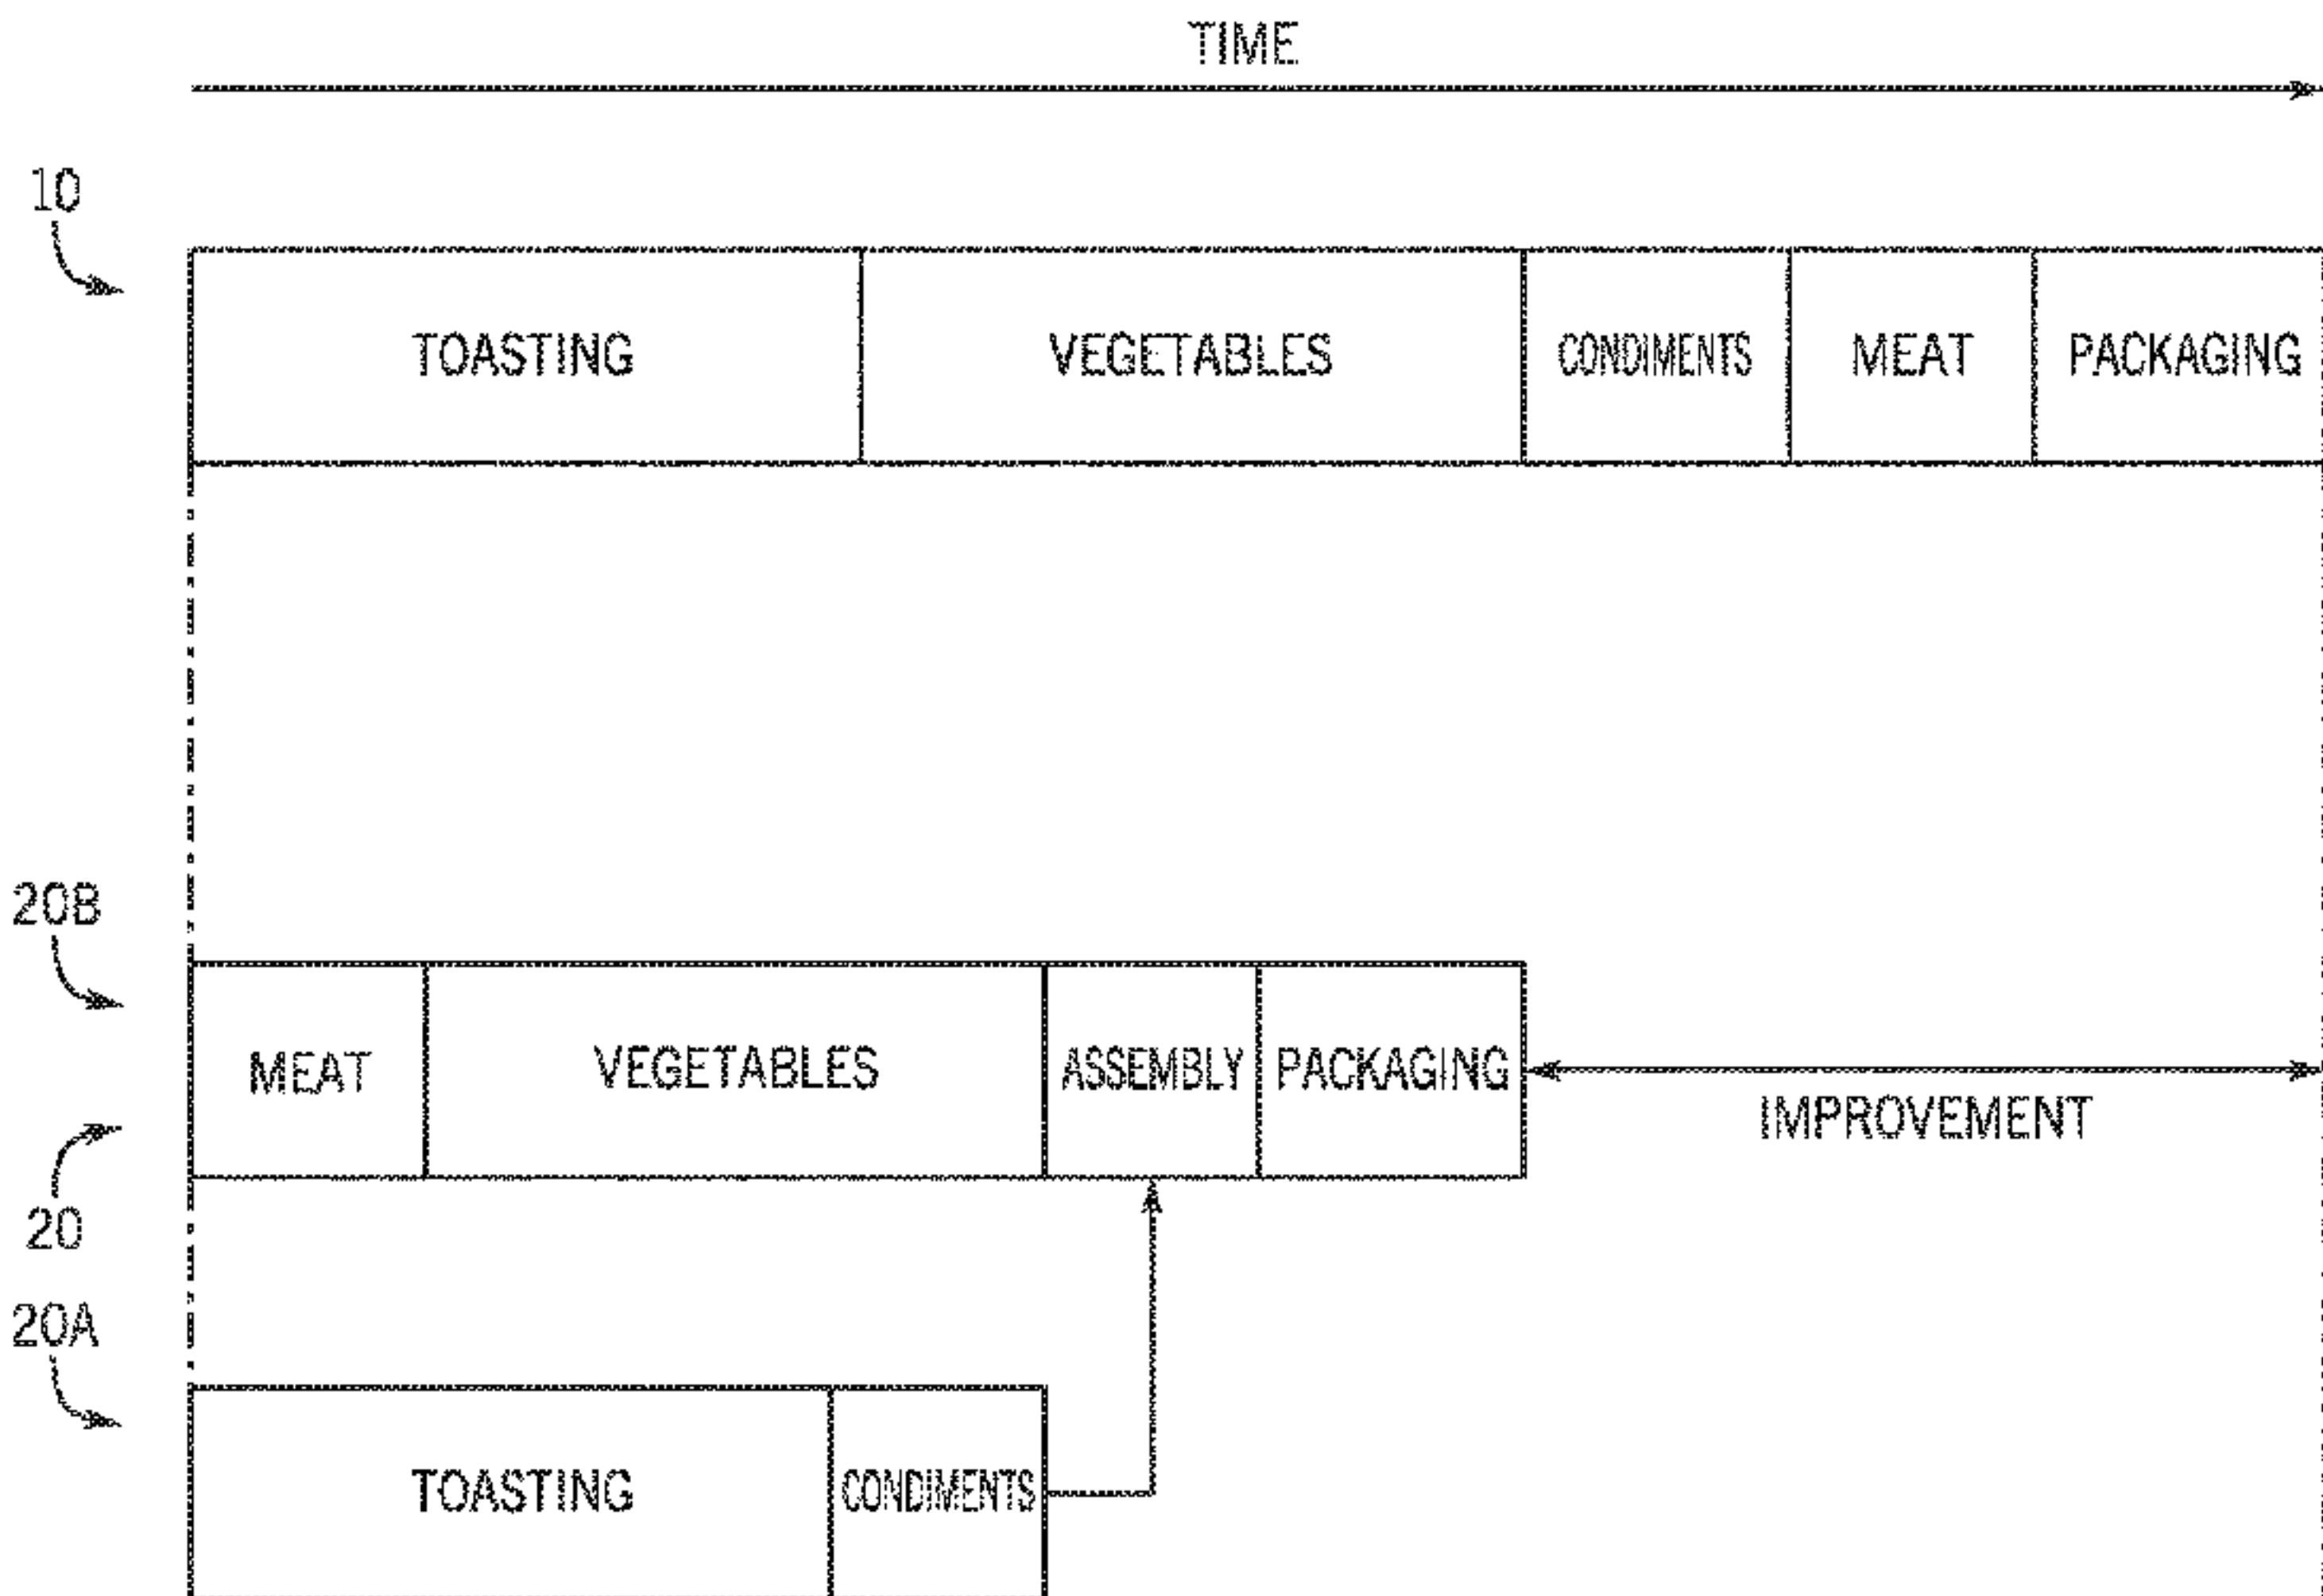 TIME
10
TOASTING VEGETABLES CONDIMENTS MEAT PACKAGING
20B
MEAT VEGETABLES ASSEMBLY PACKAGING
IMPROVEMENT
20
20A
TOASTING CONDIMENTS